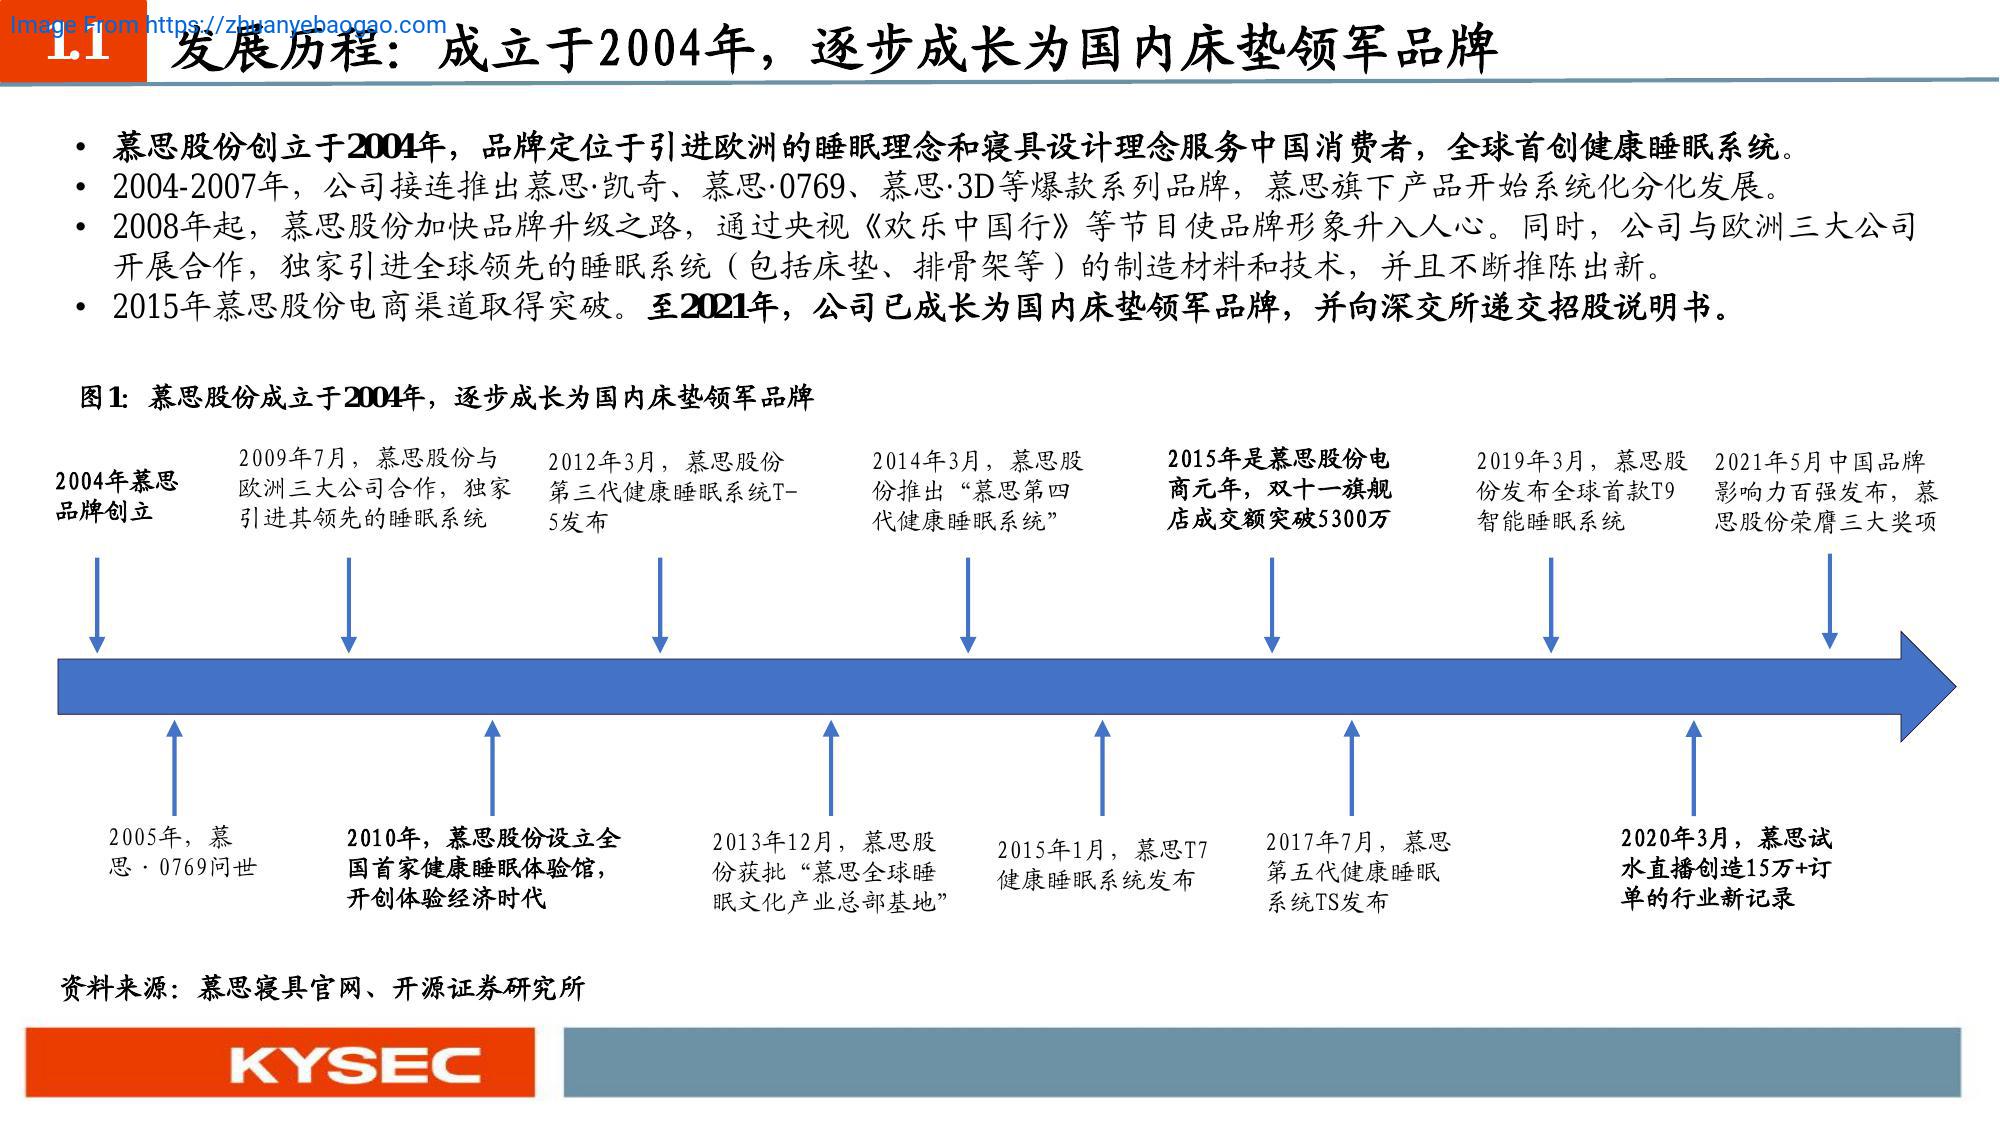 Image From https://zhuanyebaogao.com
1.1
发展历程：成立于2004年，逐步成长为国内床垫领军品牌
• 慕思股份创立于2004年，品牌定位于引进欧洲的睡眠理念和寝具设计理念服务中国消费者，全球首创健康睡眠系统。
• 2004-2007年，公司接连推出慕思·凯奇、慕思·0769、慕思·3D等爆款系列品牌，慕思旗下产品开始系统化分化发展。
• 2008年起，慕思股份加快品牌升级之路，通过央视《欢乐中国行》等节目使品牌形象升入人心。同时，公司与欧洲三大公司
开展合作，独家引进全球领先的睡眠系统（包括床垫、排骨架等）的制造材料和技术，并且不断推陈出新。
• 2015年慕思股份电商渠道取得突破。至2021年，公司已成长为国内床垫领军品牌，并向深交所递交招股说明书。
图1：慕思股份成立于2004年，逐步成长为国内床垫领军品牌
2004年慕思
品牌创立
2009年7月，慕思股份与
欧洲三大公司合作，独家
引进其领先的睡眠系统
2012年3月，慕思股份
第三代健康睡眠系统T-
5发布
2014年3月，慕思股
份推出“慕思第四
代健康睡眠系统”
2015年是慕思股份电
商元年，双十一旗舰
店成交额突破5300万
2019年3月，慕思股
份发布全球首款T9
智能睡眠系统
2021年5月中国品牌
影响力百强发布，慕
思股份荣膺三大奖项
2005年，慕
思·0769问世
2010年，慕思股份设立全
国首家健康睡眠体验馆，
开创体验经济时代
2013年12月，慕思股
份获批“慕思全球睡
眠文化产业总部基地”
2015年1月，慕思T7
健康睡眠系统发布
2017年7月，慕思
第五代健康睡眠
系统TS发布
2020年3月，慕思试
水直播创造15万+订
单的行业新记录
资料来源：慕思寝具官网、开源证券研究所
KYSEC